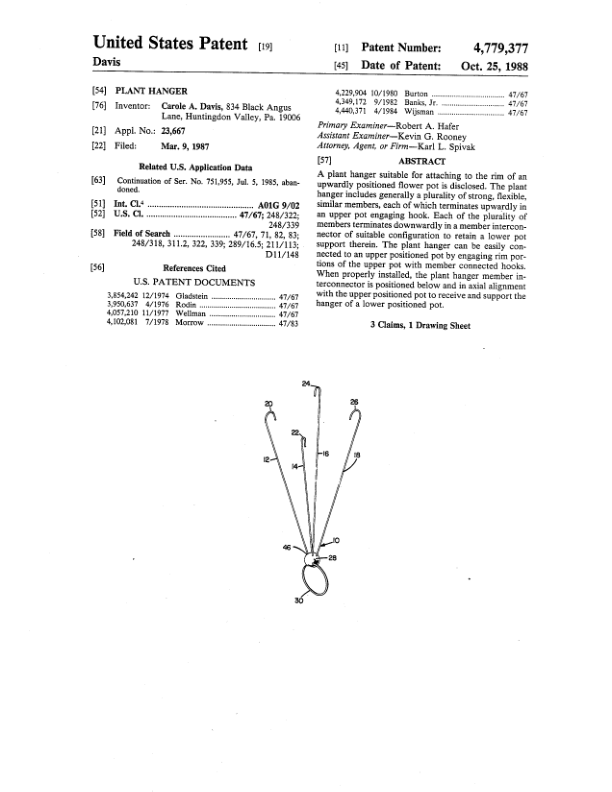 United States Patent [19]
Davis
[11] Patent Number: 4,779,377
[45] Date of Patent: Oct. 25, 1988
[54] PLANT HANGER
[76] Inventor: Carole A. Davis, 834 Black Angus
Lane, Huntingdon Valley, Pa. 19006
[21] Appl. No.: 23,667
[22] Filed: Mar. 9, 1987
Related U.S. Application Data
[63] Continuation of Ser. No. 751,955, Jul. 5, 1985, aban-
doned.
[51] Int. Cl.⁴ ................................ A01G 9/02
[52] U.S. Cl. ................................ 47/67; 248/322;
248/339
[58] Field of Search .................... 47/67, 71, 82, 83;
248/318, 311.2, 322, 339; 289/16.5; 211/113;
D11/148
[56] References Cited
U.S. PATENT DOCUMENTS
3,854,242 12/1974 Gladstein ........................ 47/67
3,950,637 4/1976 Rodin ............................. 47/67
4,057,210 11/1977 Wellman ......................... 47/67
4,102,081 7/1978 Morrow ........................... 47/83
4,229,904 10/1980 Burton ........................... 47/67
4,349,172 9/1982 Banks, Jr. ....................... 47/67
4,440,371 4/1984 Wijsman .......................... 47/67
Primary Examiner—Robert A. Hafer
Assistant Examiner—Kevin G. Rooney
Attorney, Agent, or Firm—Karl L. Spivak
[57] ABSTRACT
A plant hanger suitable for attaching to the rim of an
upwardly positioned flower pot is disclosed. The plant
hanger includes generally a plurality of strong, flexible,
similar members, each of which terminates upwardly in
an upper pot engaging hook. Each of the plurality of
members terminates downwardly in a member intercon-
nector of suitable configuration to retain a lower pot
support therein. The plant hanger can be easily con-
nected to an upper positioned pot by engaging rim por-
tions of the upper pot with member connected hooks.
When properly installed, the plant hanger member in-
terconnector is positioned below and in axial alignment
with the upper positioned pot to receive and support the
hanger of a lower positioned pot.
3 Claims, 1 Drawing Sheet
24
20
26
22
12
14
16
18
10
46
28
30